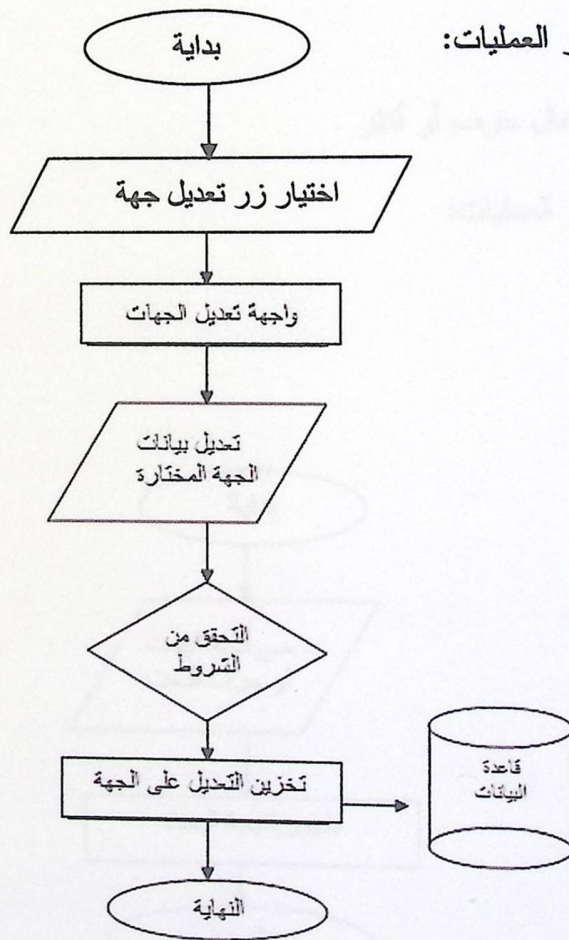 العمليات:
بداية
اختيار زر تعديل جهة
واجهة تعديل الجهات
تعديل بيانات
الجهة المختارة
التحقق من
الشروط
تخزين التعديل على الجهة
قاعدة
البيانات
النهاية